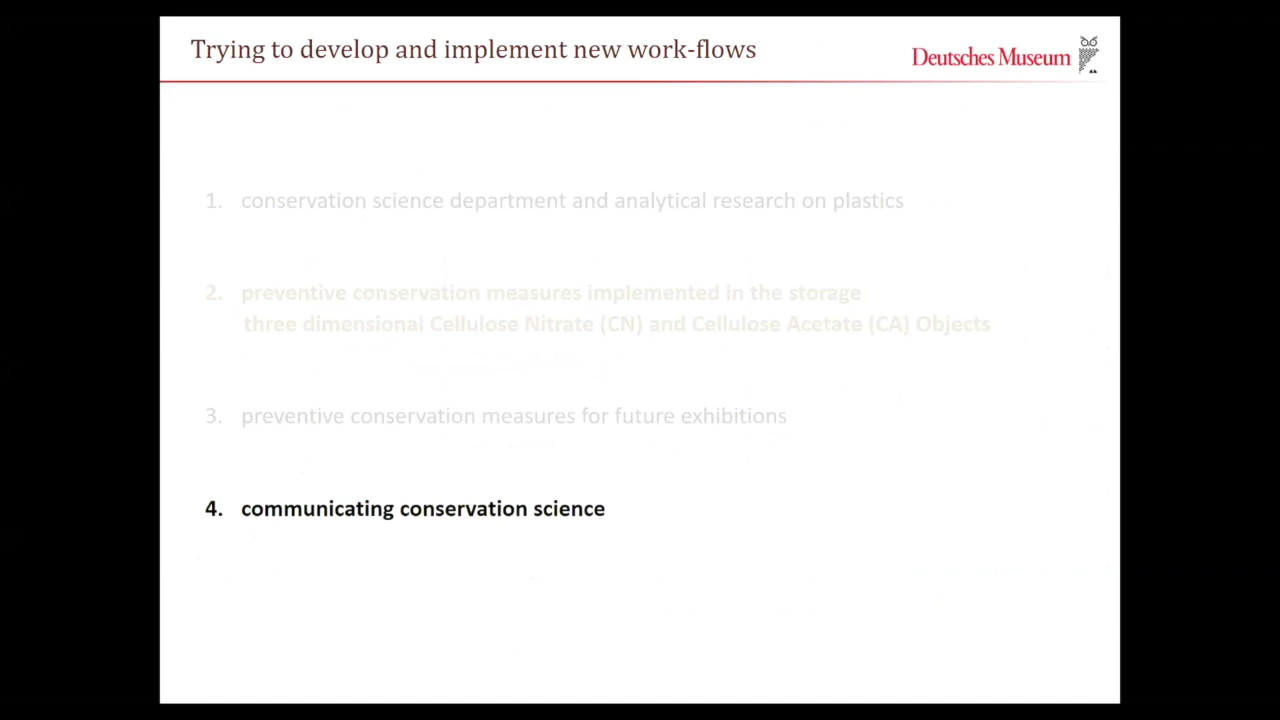 Trying to develop and implement new work-flows
Deutsches Museum
1. conservation science department and analytical research on plastics
2. preventive conservation measures implemented in the storage
three dimensional Cellulose Nitrate (CN) and Cellulose Acetate (CA) Objects
3. preventive conservation measures for future exhibitions
4. communicating conservation science